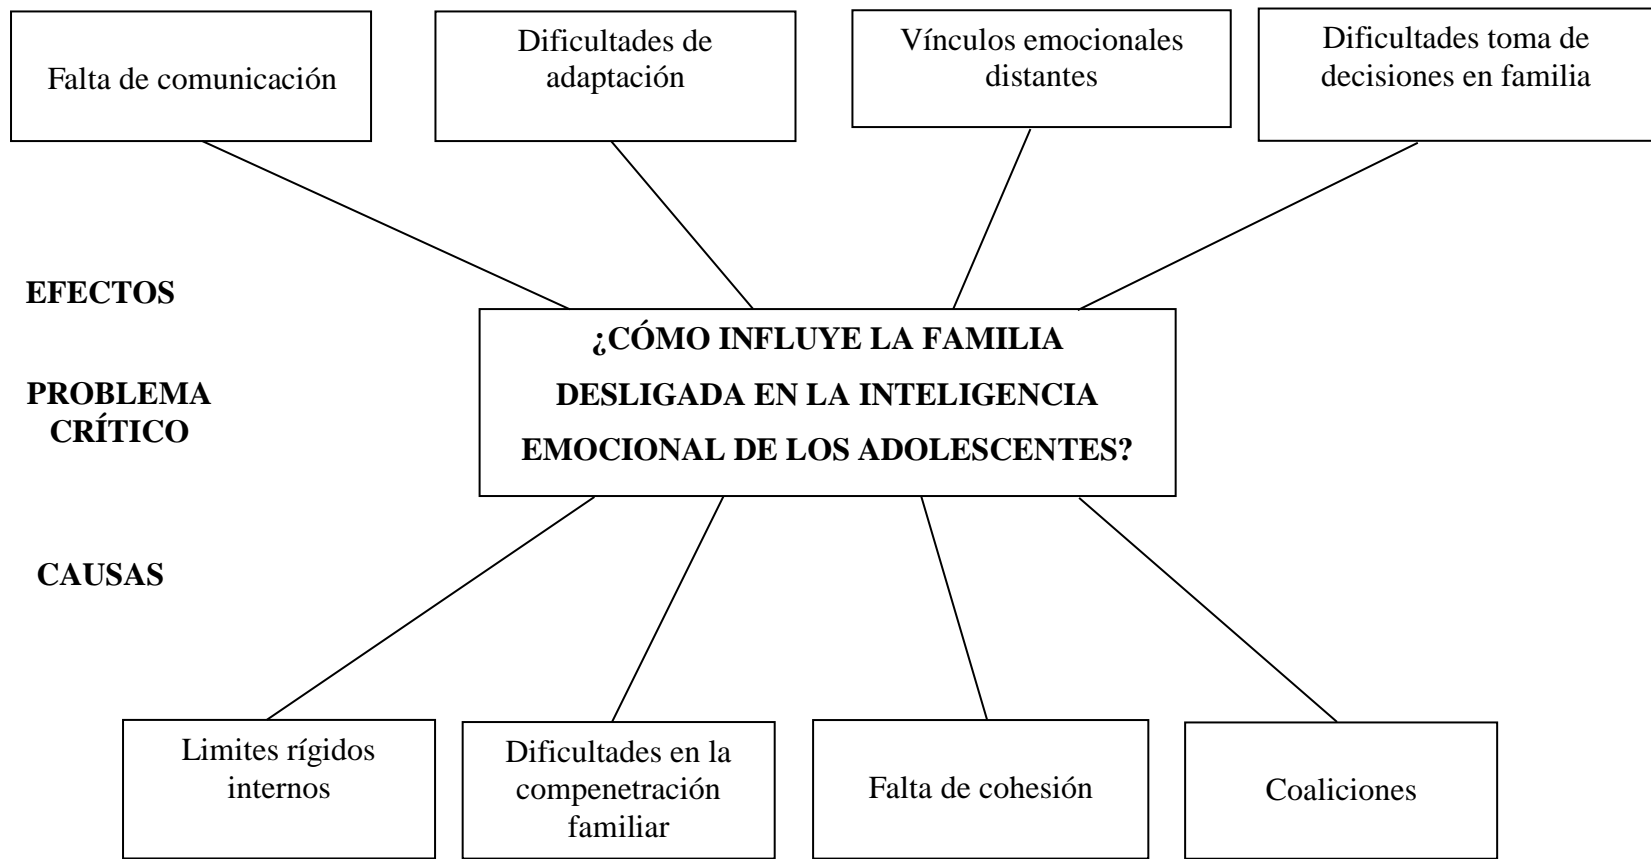 Falta de comunicación
Dificultades de
adaptación
Vínculos emocionales
distantes
Dificultades toma de
decisiones en familia
EFECTOS
PROBLEMA
CRÍTICO
¿CÓMO INFLUYE LA FAMILIA
DESLIGADA EN LA INTELIGENCIA
EMOCIONAL DE LOS ADOLESCENTES?
CAUSAS
Limites rígidos
internos
Dificultades en la
compenetración
familiar
Falta de cohesión
Coaliciones